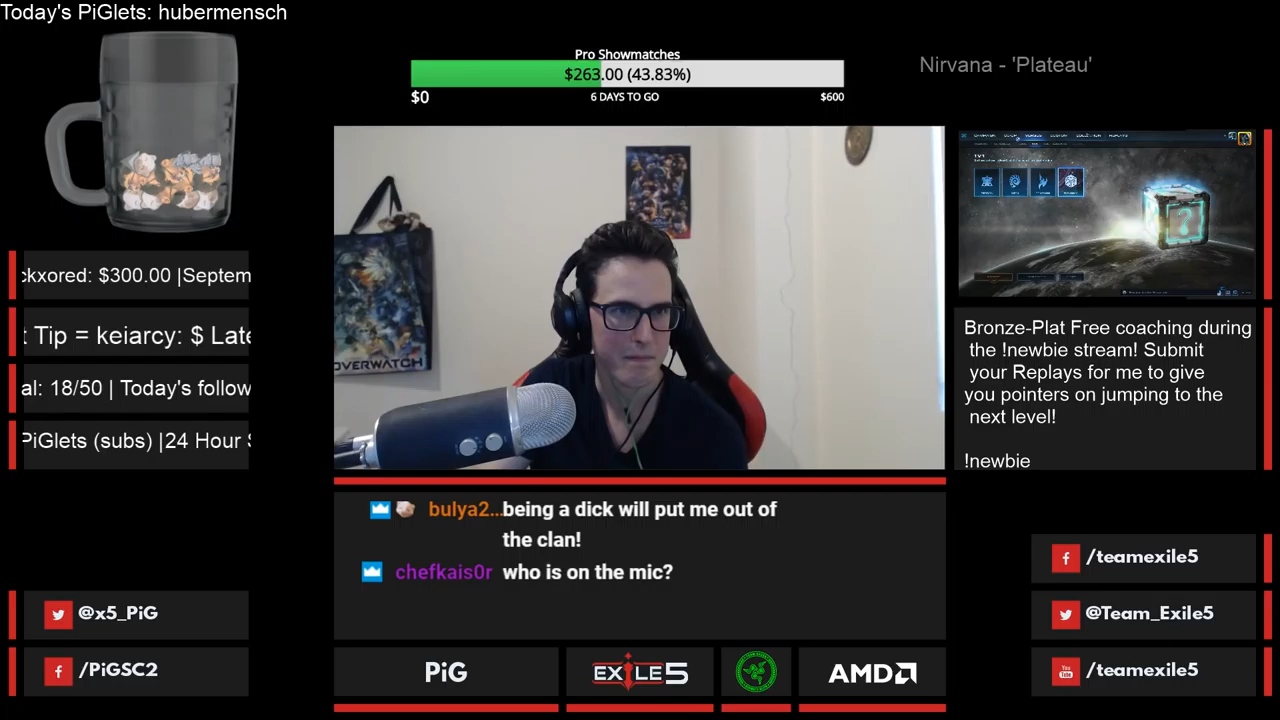 Today's PiGlets: hubermensch
Pro Showmatches
$263.00 (43.83%)
$0
6 DAYS TO GO
$600
Nirvana - 'Plateau'
ckxored: $300.00 |Septem
t Tip = keiarcy: $ Late
al: 18/50 | Today's follow
PiGlets (subs) |24 Hour S
OVERWATCH
Bronze-Plat Free coaching during
the !newbie stream! Submit
your Replays for me to give
you pointers on jumping to the
next level!
!newbie
bulya2... being a dick will put me out of
the clan!
chefkais0r who is on the mic?
@x5_PiG
/PiGSC2
/teamexile5
@Team_Exile5
You Tube /teamexile5
PiG
EXILE5
AMD